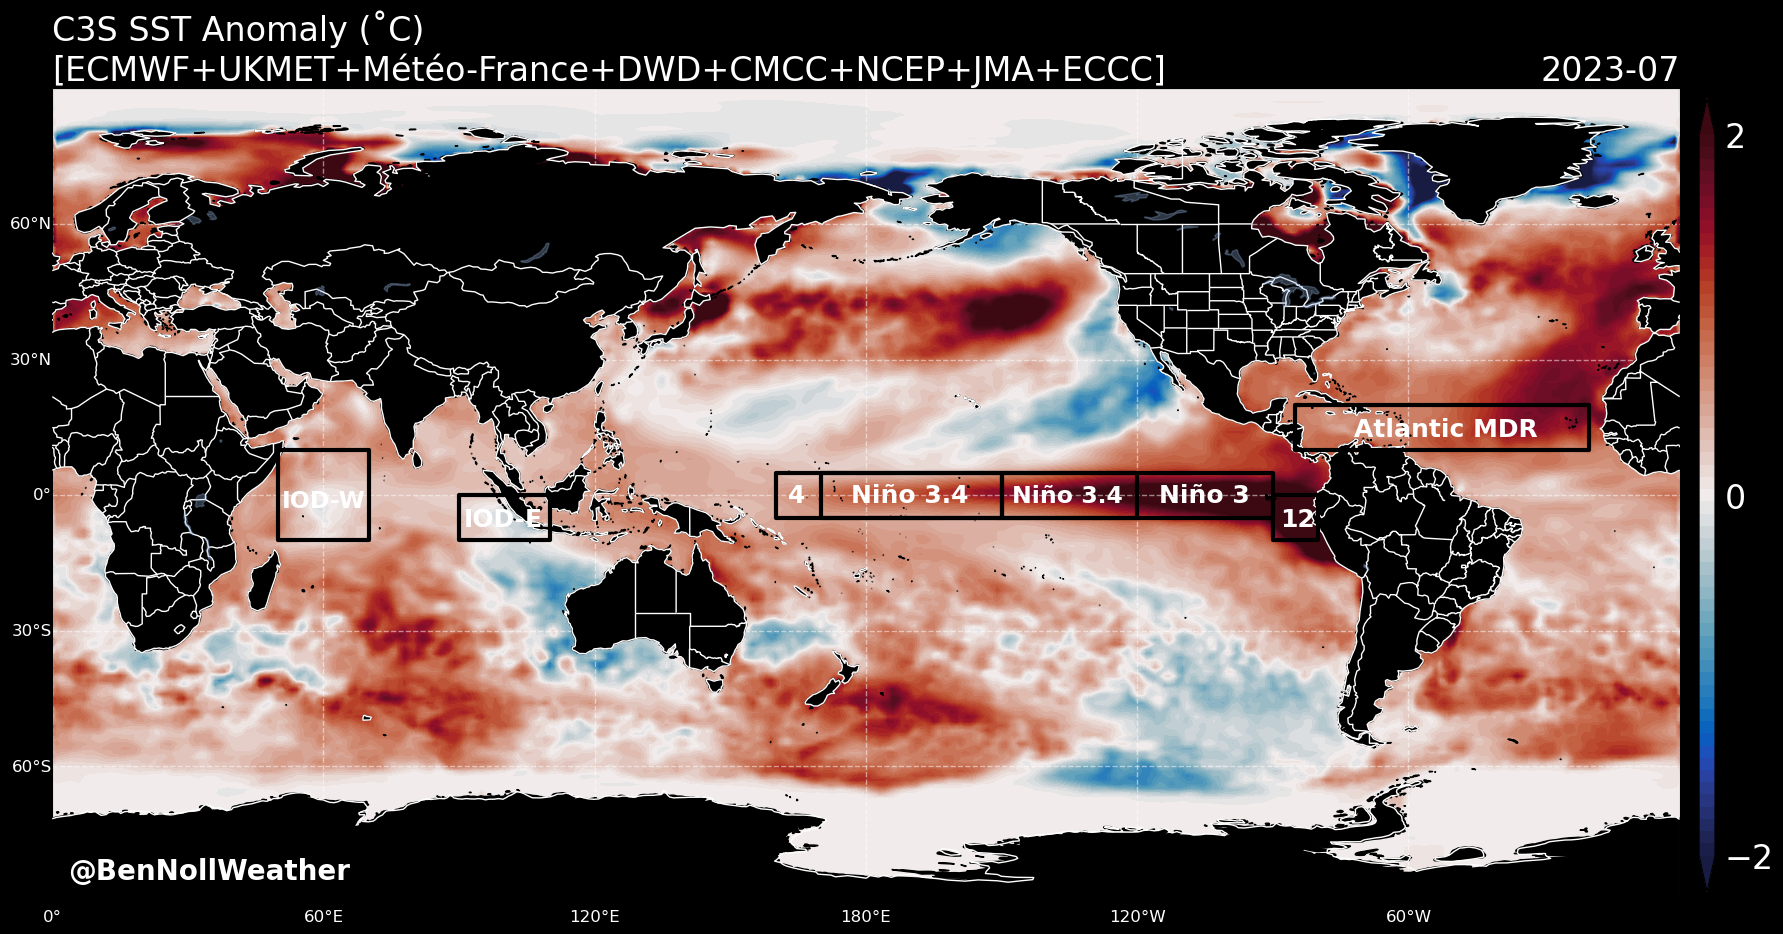 C3S SST Anomaly (˚C)
[ECMWF+UKMET+Météo-France+DWD+CMCC+NCEP+JMA+ECCC]
2023-07
2
60°N
30°N
Atlantic MDR
0°
IOD-W
IOD-E
4
Niño 3.4
Niño 3.4
Niño 3
12
0
30°S
60°S
−2
@BenNollWeather
0°
60°E
120°E
180°E
120°W
60°W